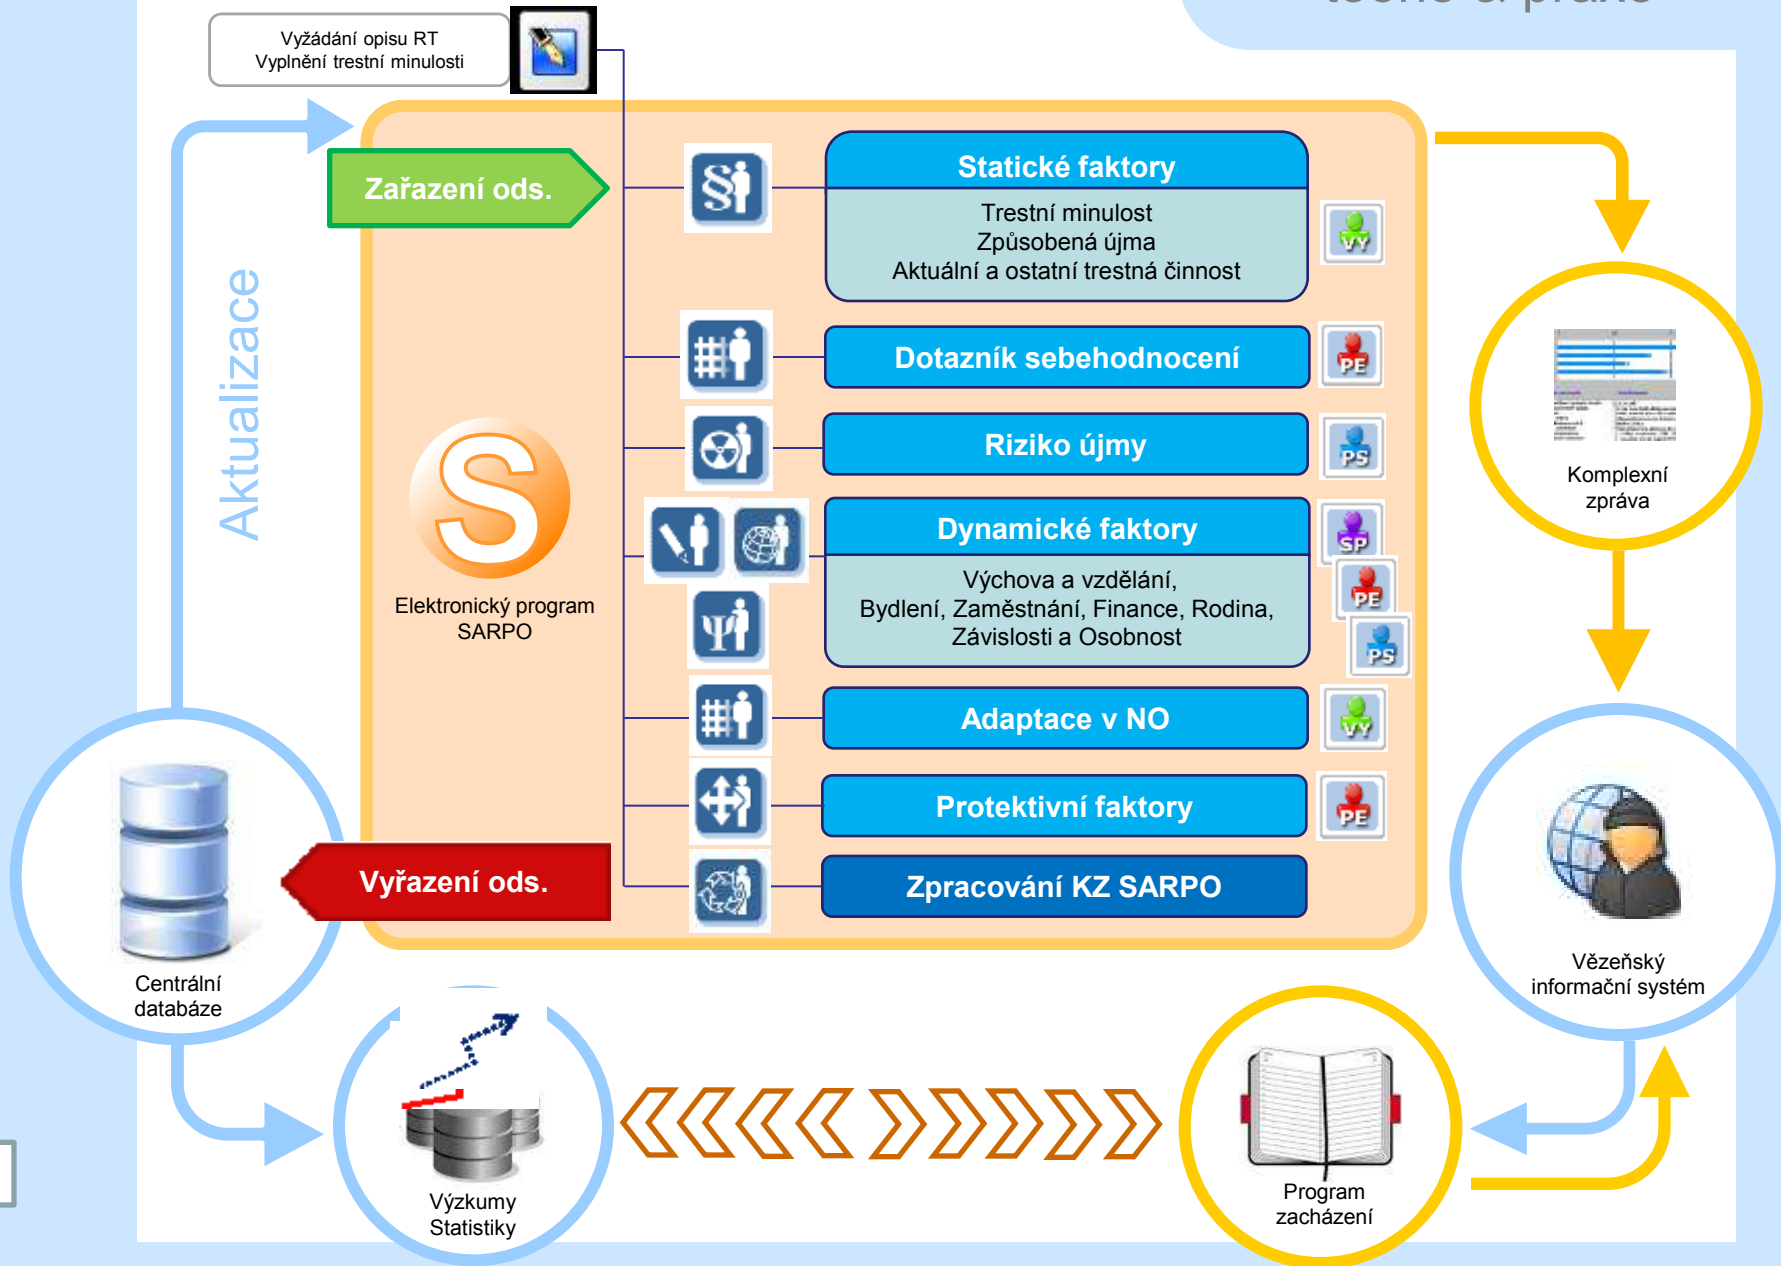 teorie & praxe
Vyžádání opisu RT
Vyplnění trestní minulosti
Aktualizace
Zařazení ods.
Statické faktory
Trestní minulost
Způsobená újma
Aktuální a ostatní trestná činnost
VY
Dotazník sebehodnocení
PE
Riziko újmy
PS
S
Elektronický program
SARPO
Dynamické faktory
Výchova a vzdělání,
Bydlení, Zaměstnání, Finance, Rodina,
Závislosti a Osobnost
SP
PE
PS
Adaptace v NO
VY
Protektivní faktory
PE
Vyřazení ods.
Zpracování KZ SARPO
Komplexní
zpráva
Vězeňský
informační systém
Centrální
databáze
Výzkumy
Statistiky
Program
zacházení